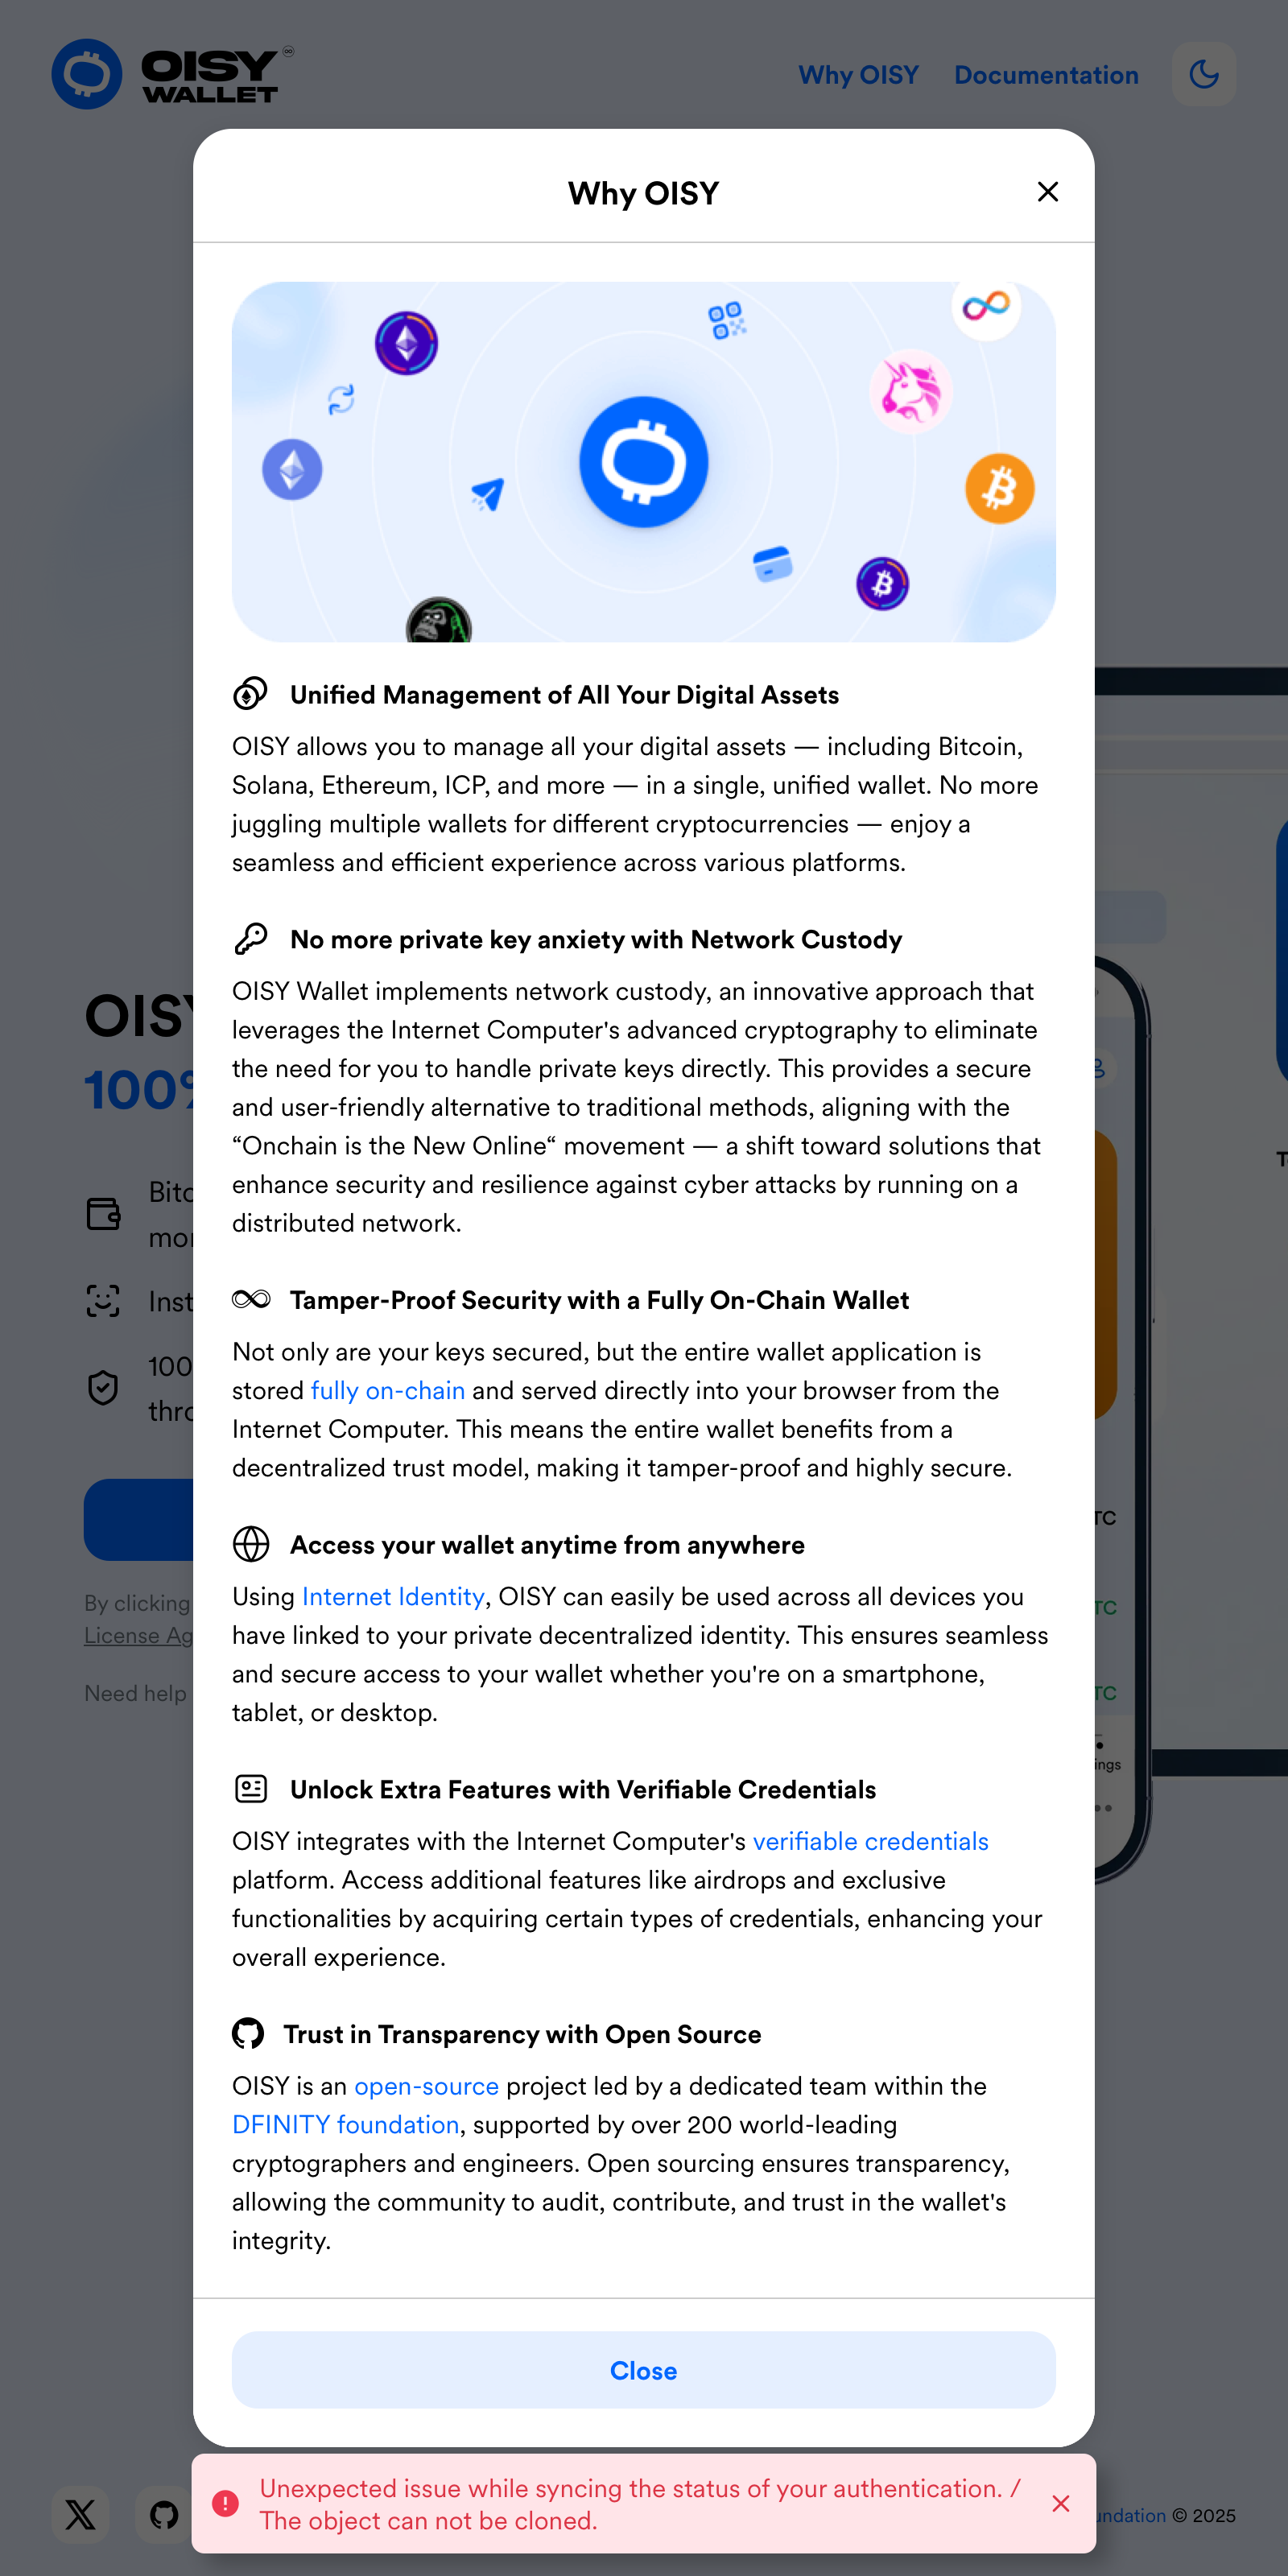 OISY
WALLET
Why OISY
Documentation
Why OISY
Unified Management of All Your Digital Assets
OISY allows you to manage all your digital assets — including Bitcoin,
Solana, Ethereum, ICP, and more — in a single, unified wallet. No more
juggling multiple wallets for different cryptocurrencies — enjoy a
seamless and efficient experience across various platforms.
No more private key anxiety with Network Custody
OISY Wallet implements network custody, an innovative approach that
leverages the Internet Computer's advanced cryptography to eliminate
the need for you to handle private keys directly. This provides a secure
and user-friendly alternative to traditional methods, aligning with the
“Onchain is the New Online“ movement — a shift toward solutions that
enhance security and resilience against cyber attacks by running on a
distributed network.
Tamper-Proof Security with a Fully On-Chain Wallet
Not only are your keys secured, but the entire wallet application is
stored fully on-chain and served directly into your browser from the
Internet Computer. This means the entire wallet benefits from a
decentralized trust model, making it tamper-proof and highly secure.
Access your wallet anytime from anywhere
Using Internet Identity, OISY can easily be used across all devices you
have linked to your private decentralized identity. This ensures seamless
and secure access to your wallet whether you're on a smartphone,
tablet, or desktop.
Unlock Extra Features with Verifiable Credentials
OISY integrates with the Internet Computer's verifiable credentials
platform. Access additional features like airdrops and exclusive
functionalities by acquiring certain types of credentials, enhancing your
overall experience.
Trust in Transparency with Open Source
OISY is an open-source project led by a dedicated team within the
DFINITY foundation, supported by over 200 world-leading
cryptographers and engineers. Open sourcing ensures transparency,
allowing the community to audit, contribute, and trust in the wallet's
integrity.
Close
Unexpected issue while syncing the status of your authentication. /
The object can not be cloned.
OISY
100%
By clicking
License Ag
Need help
TC
TC
TC
ings
undation © 2025